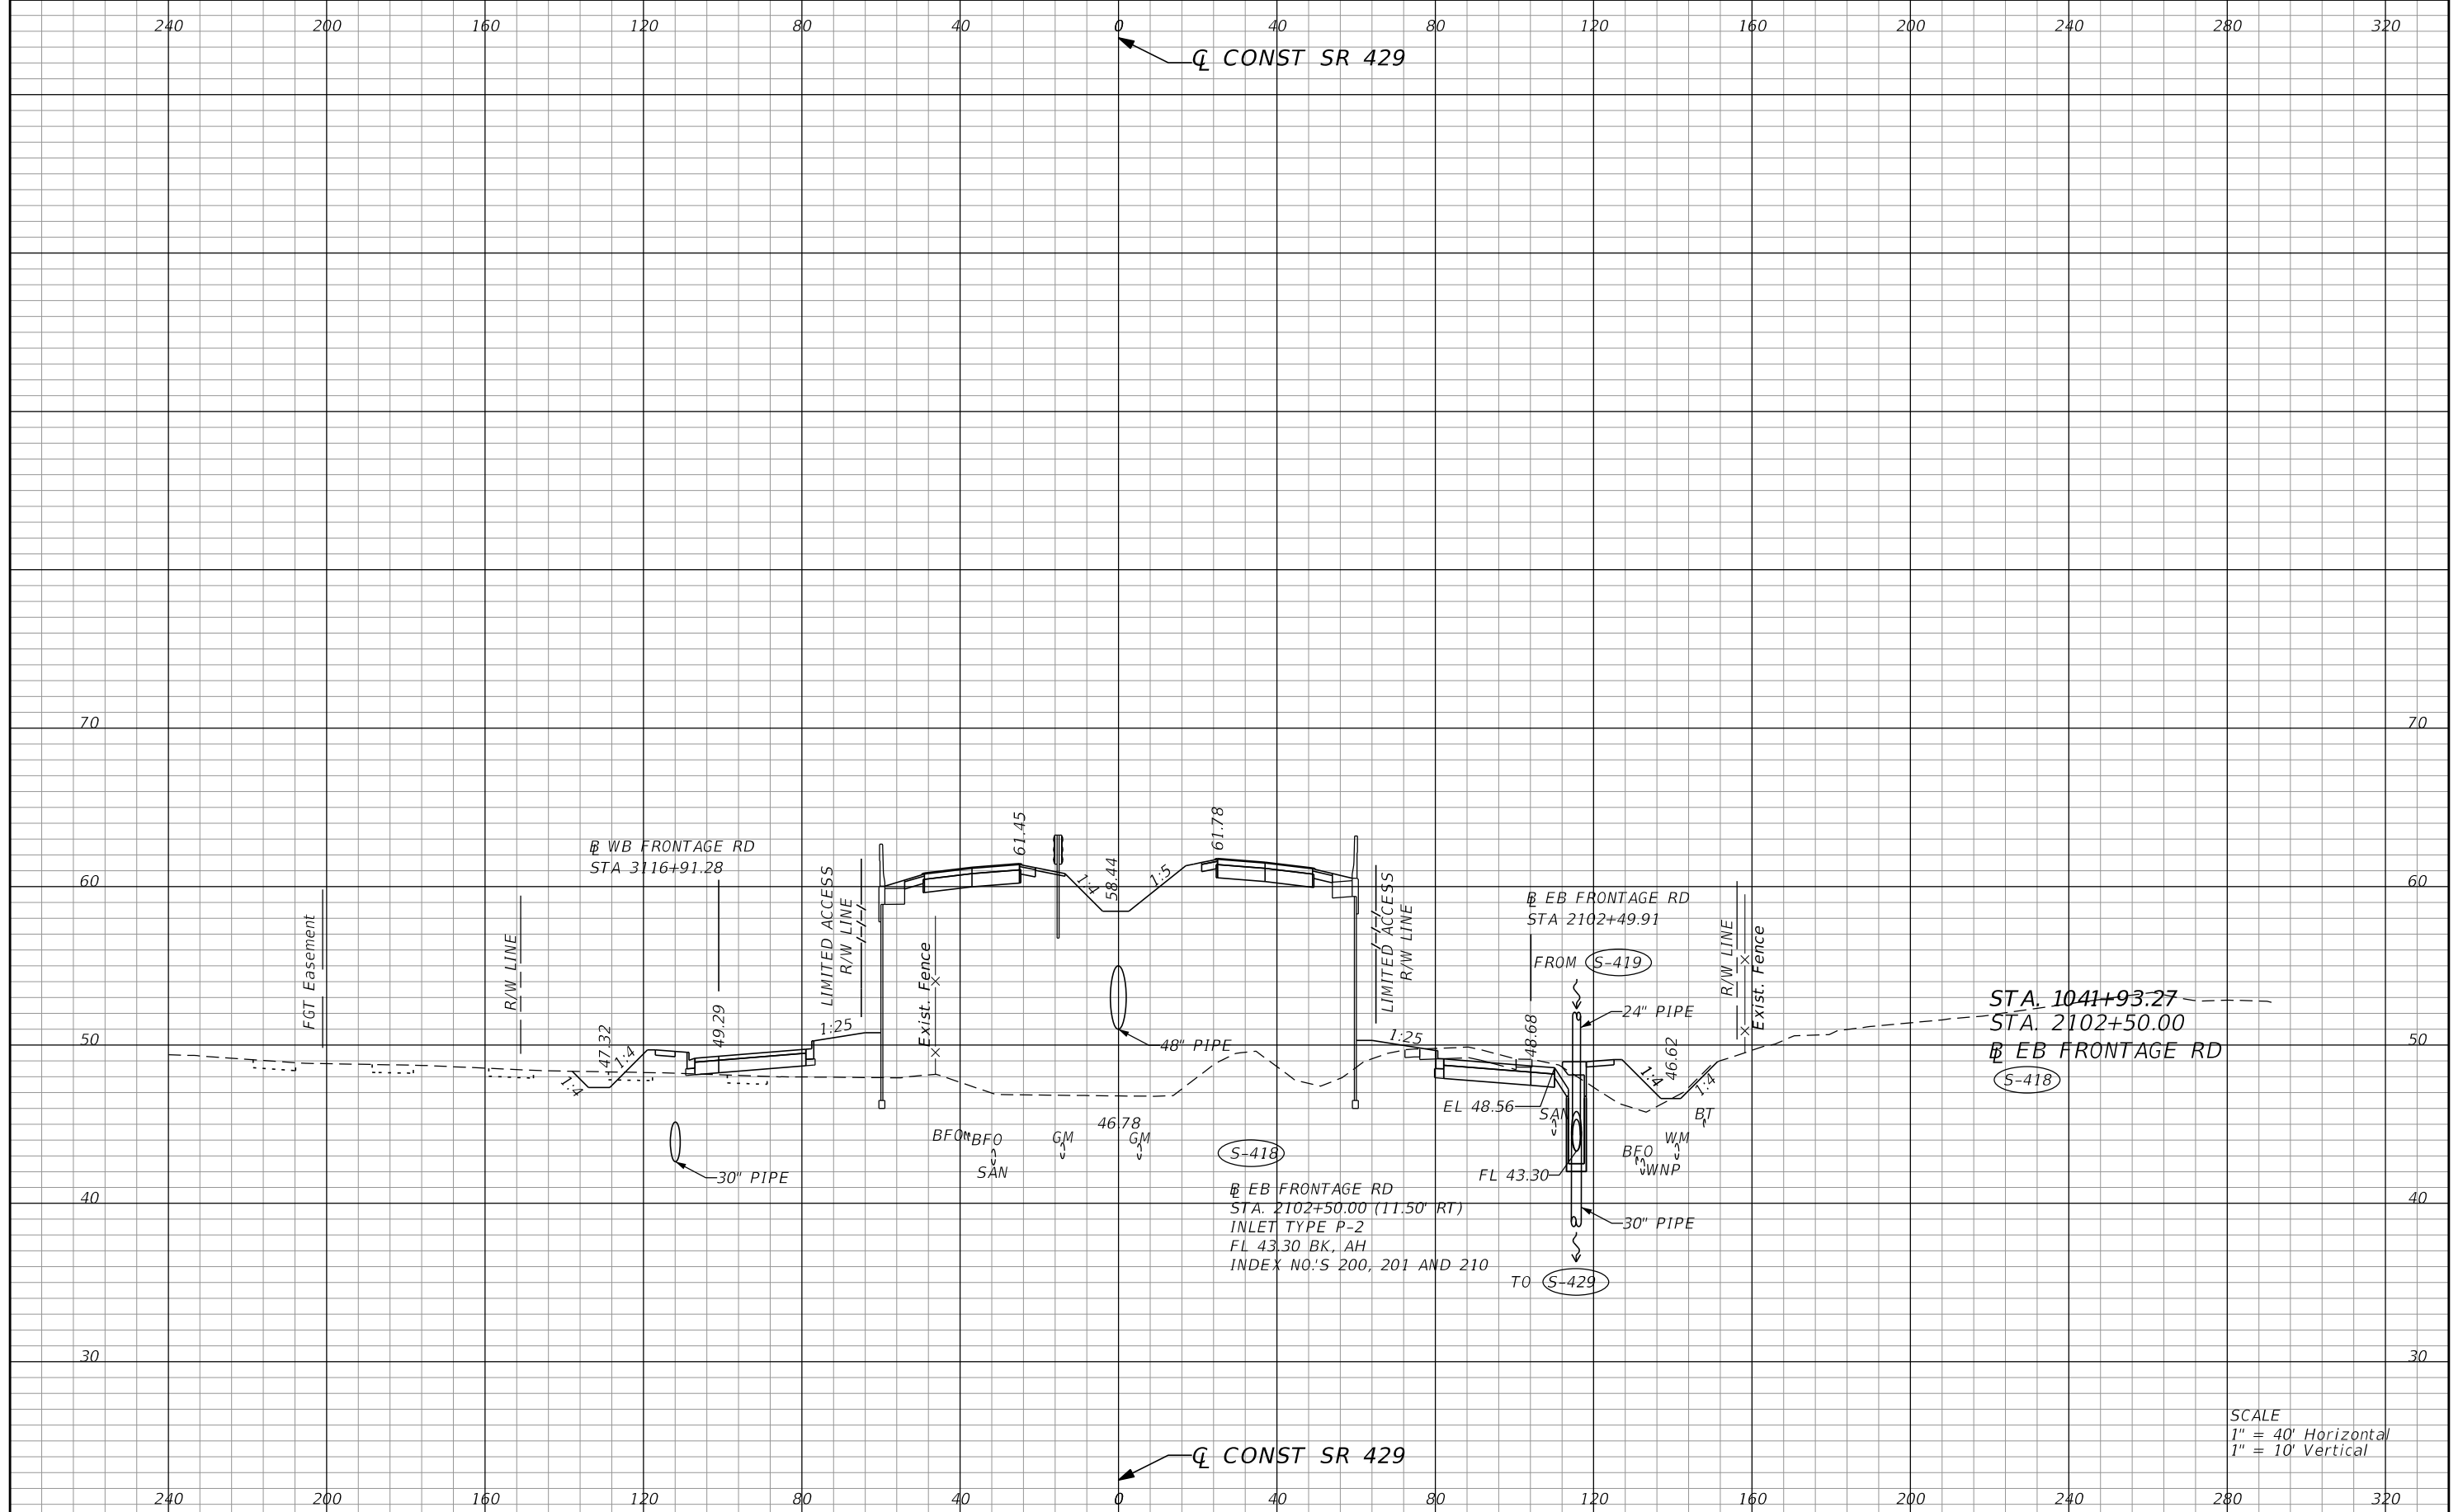 240 200 160 120 80 40 0 40 80 120 160 200 240 280 320
℄ CONST SR 429
70 70
61.45
61.78
℄ WB FRONTAGE RD
STA 3116+91.28
60 60
58.44
1:4
1:5
LIMITED ACCESS
R/W LINE
LIMITED ACCESS
R/W LINE
FGT Easement
R/W LINE
Exist. Fence
℄ EB FRONTAGE RD
STA 2102+49.91
R/W LINE
Exist. Fence
FROM S-419
24" PIPE
STA. 1041+93.27
STA. 2102+50.00
℄ EB FRONTAGE RD
S-418
50 50
47.32
49.29
1:25
1:4
1:4
48" PIPE
1:25
48.68
46.62
1:4
1:4
EL 48.56
SAN
BT
46.78
BFO
BFO
GM
GM
SAN
S-418
WM
BFO
WNP
30" PIPE
FL 43.30
40 40
℄ EB FRONTAGE RD
STA. 2102+50.00 (11.50' RT)
INLET TYPE P-2
FL 43.30 BK, AH
INDEX NO.'S 200, 201 AND 210
30" PIPE
TO S-429
30 30
SCALE
1" = 40' Horizontal
1" = 10' Vertical
℄ CONST SR 429
240 200 160 120 80 40 0 40 80 120 160 200 240 280 320